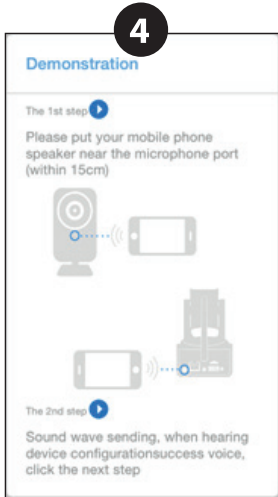 4
Demonstration
The 1st step
Please put your mobile phone
speaker near the microphone port
(within 15cm)
The 2nd step
Sound wave sending, when hearing
device configurationsuccess voice,
click the next step